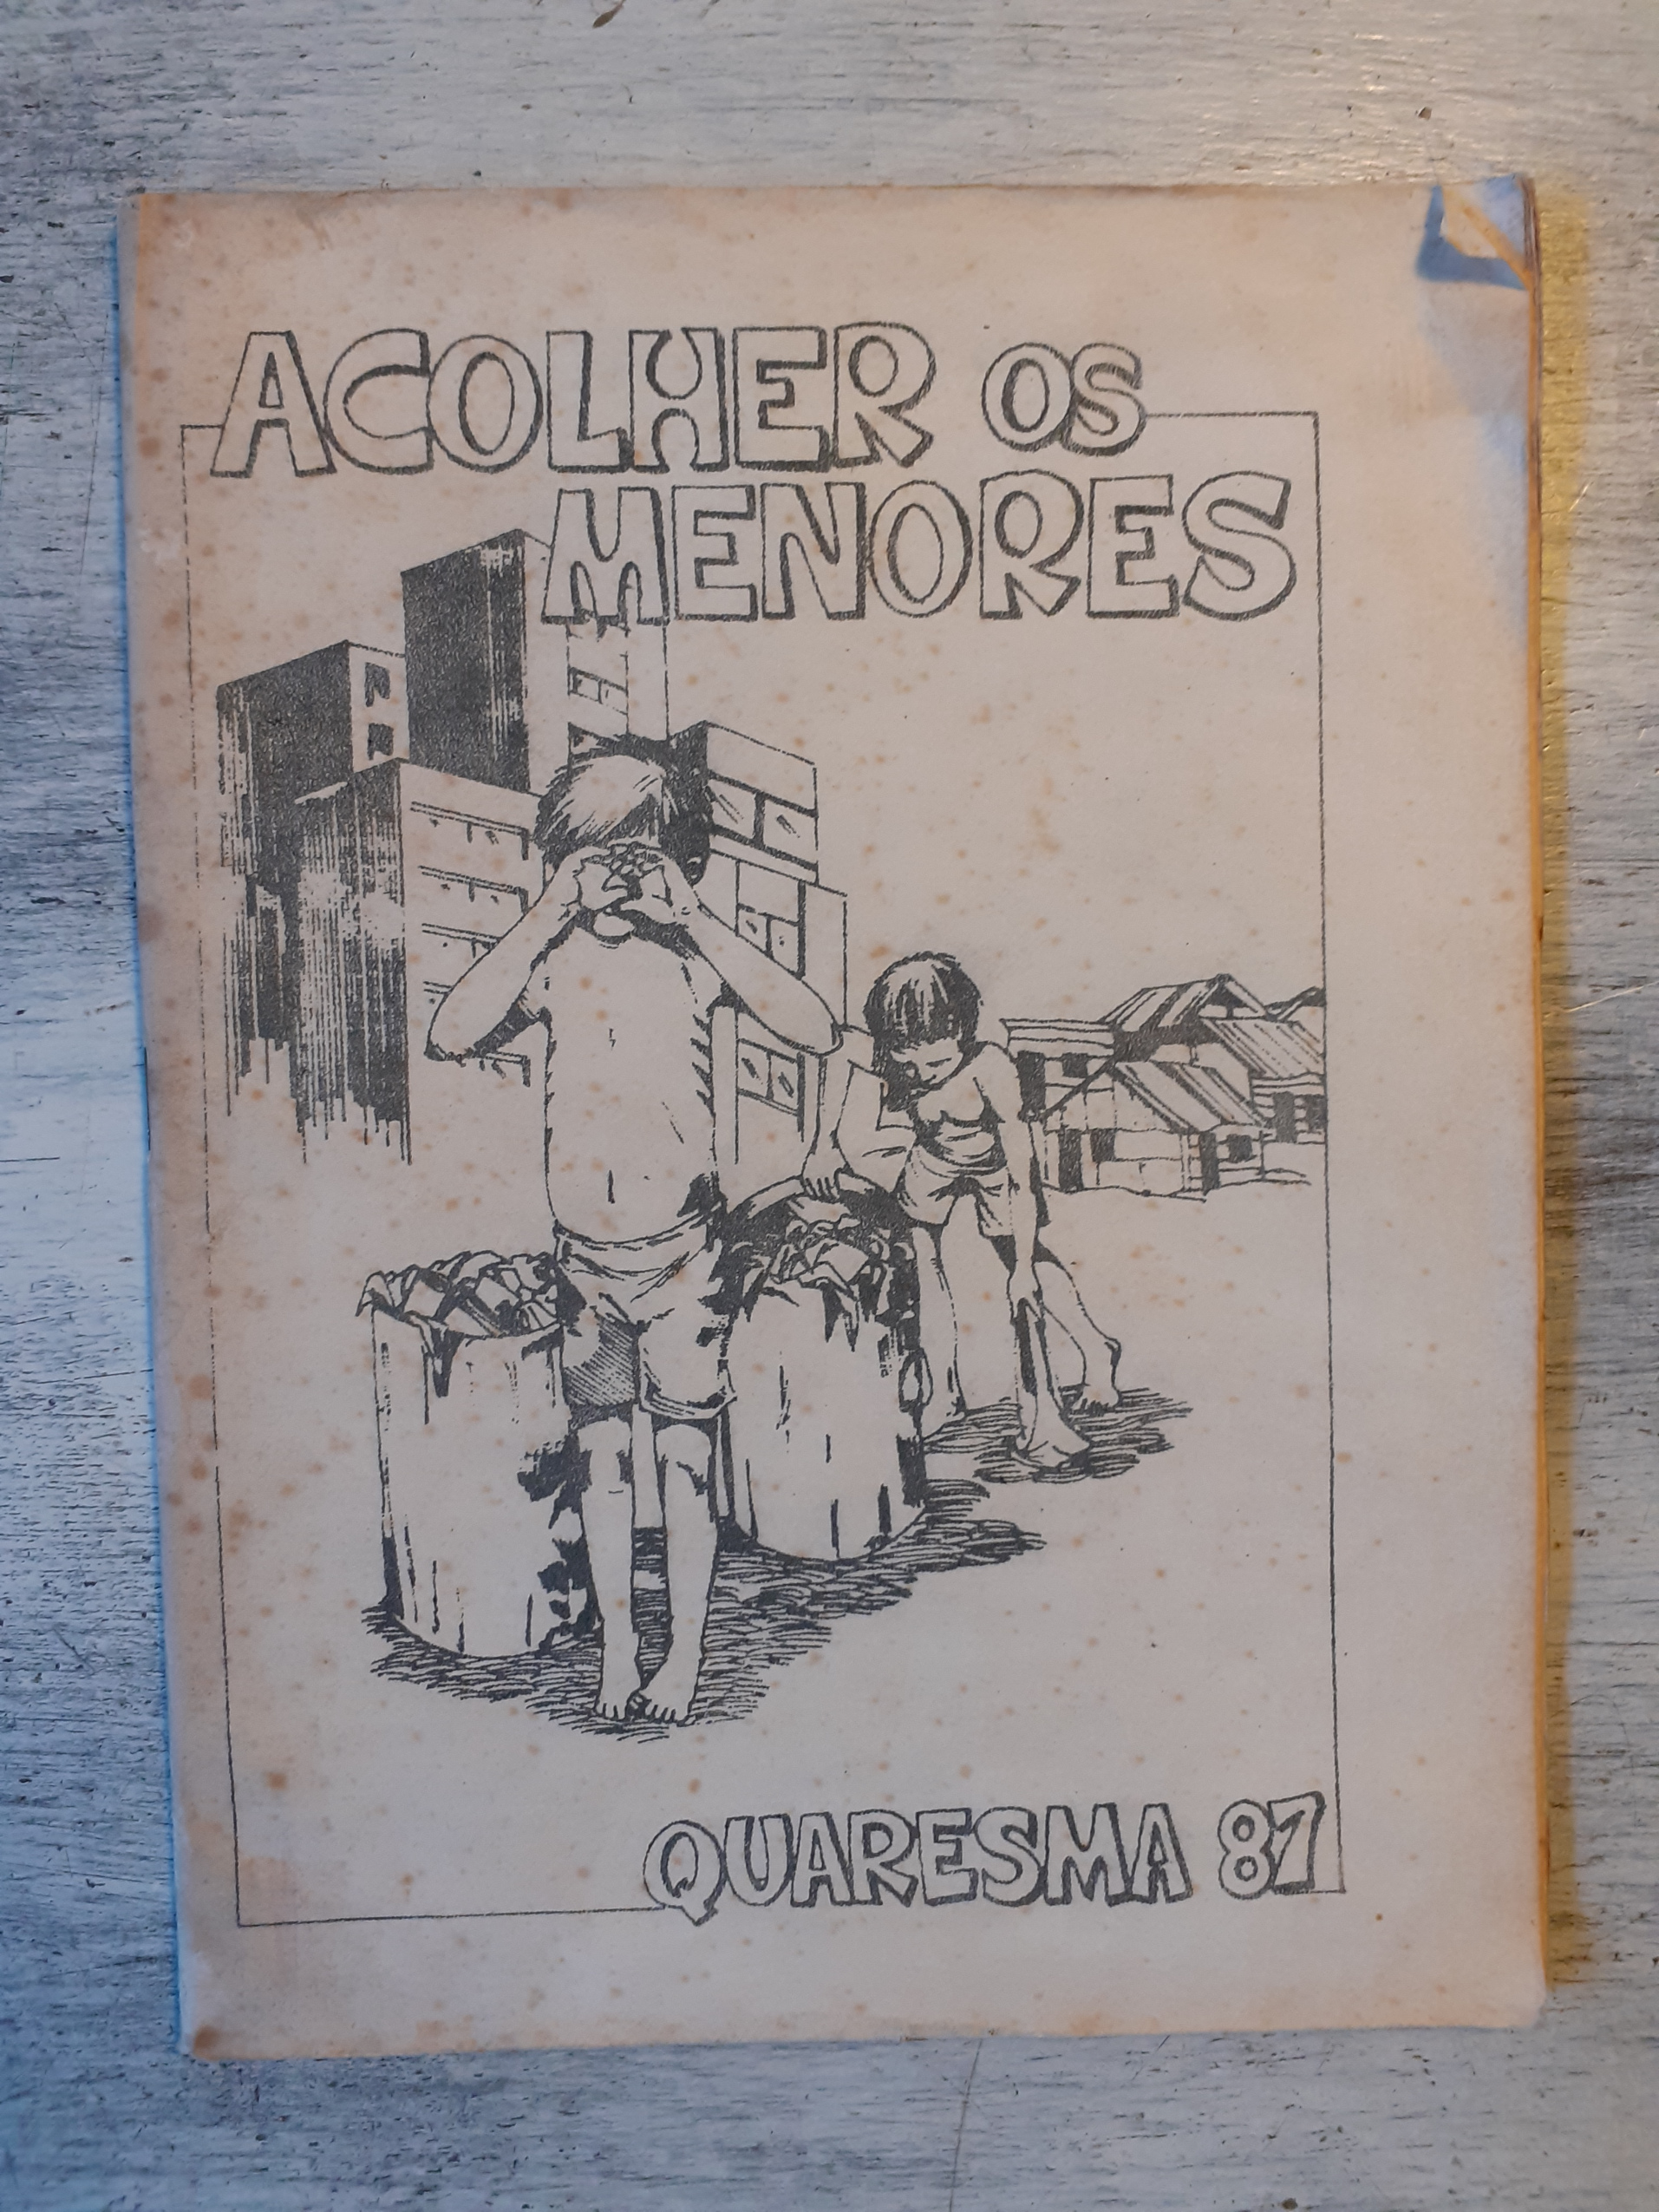 ACOLHER OS
MENORES
QUARESMA 87